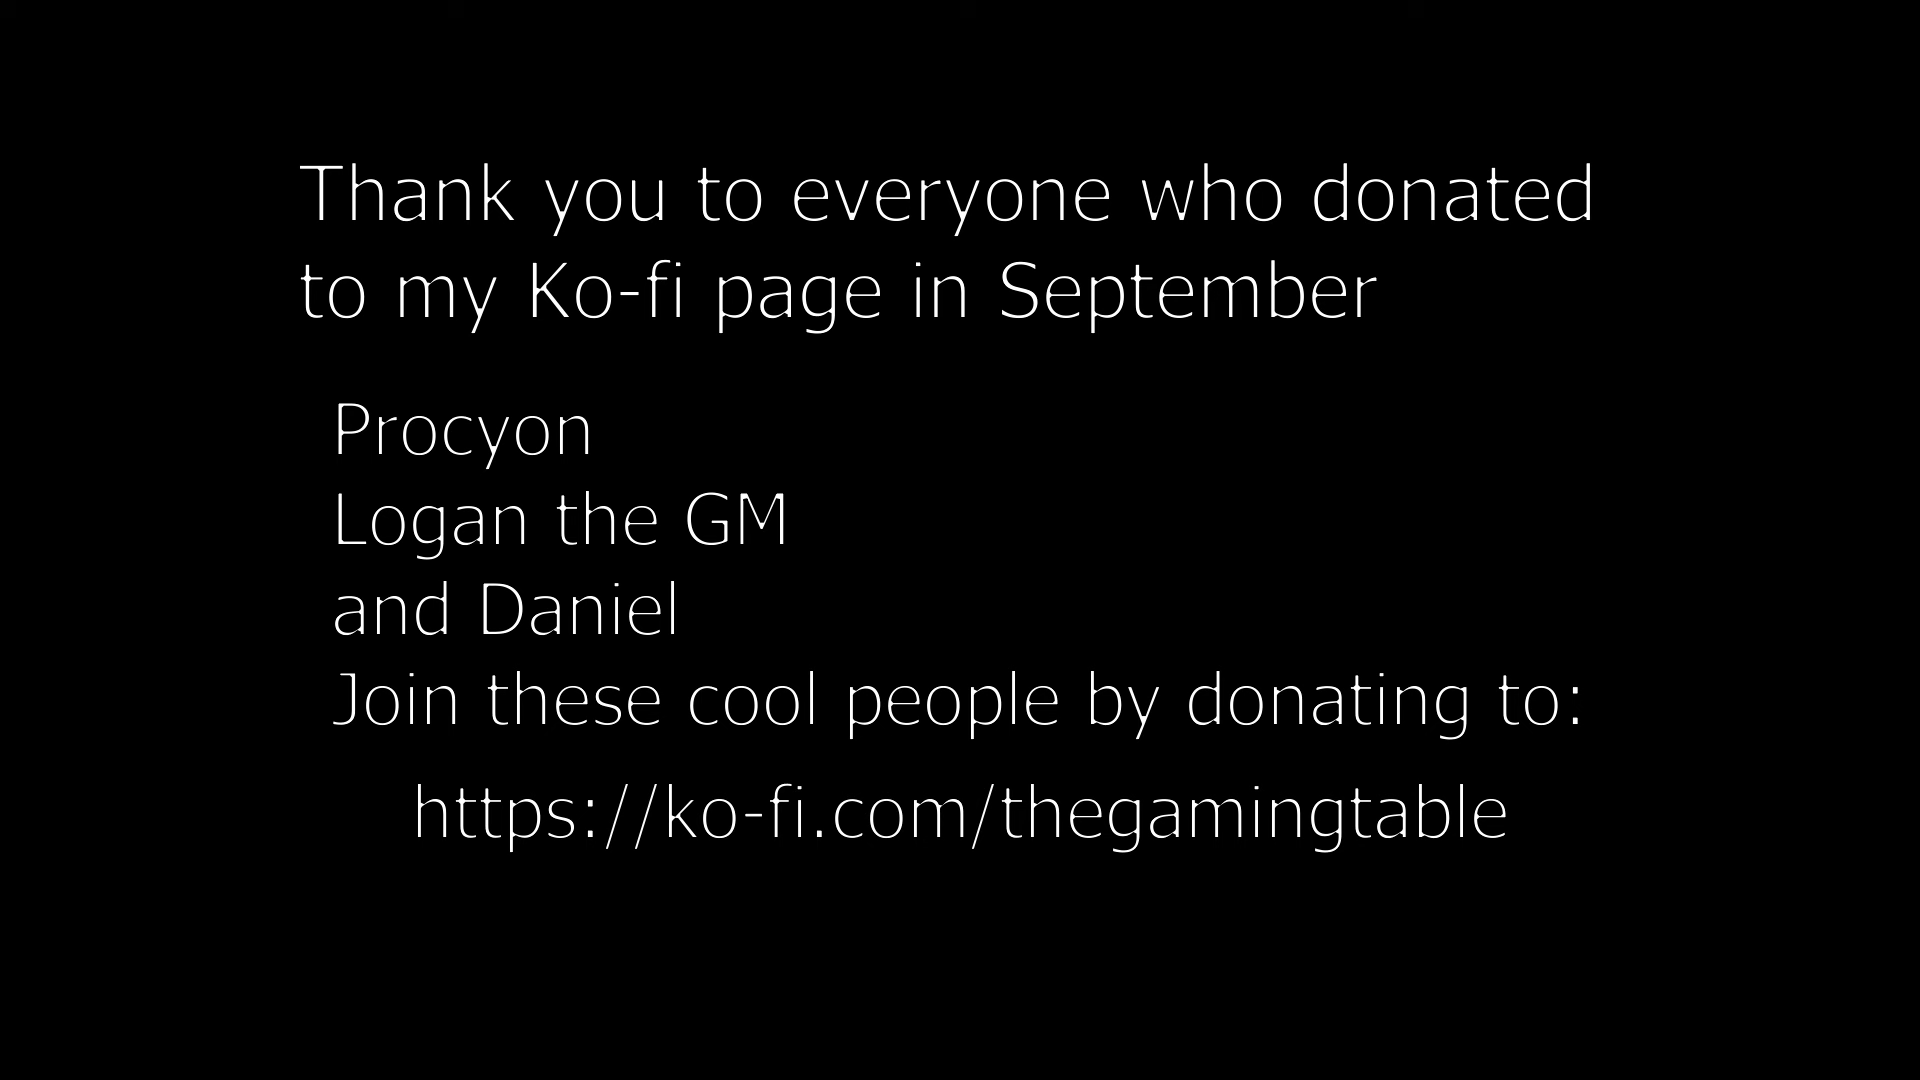 Thank you to everyone who donated
to my Ko-fi page in September
Procyon
Logan the GM
and Daniel
Join these cool people by donating to:
https://ko-fi.com/thegamingtable